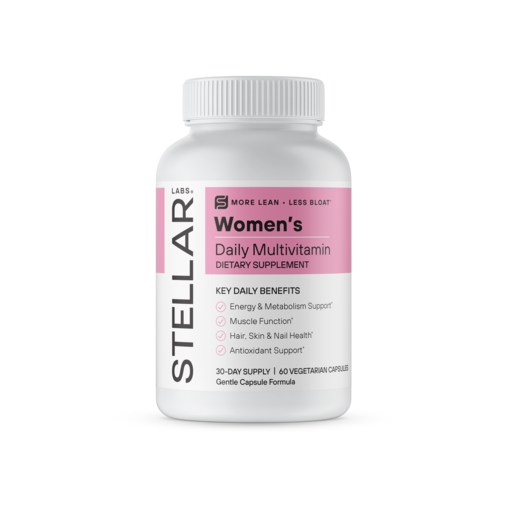 STELLAR
LABS®
MORE LEAN • LESS BLOAT*
Women's
Daily Multivitamin
DIETARY SUPPLEMENT
KEY DAILY BENEFITS
Energy & Metabolism Support*
Muscle Function*
Hair, Skin & Nail Health*
Antioxidant Support*
30-DAY SUPPLY | 60 VEGETARIAN CAPSULES
Gentle Capsule Formula